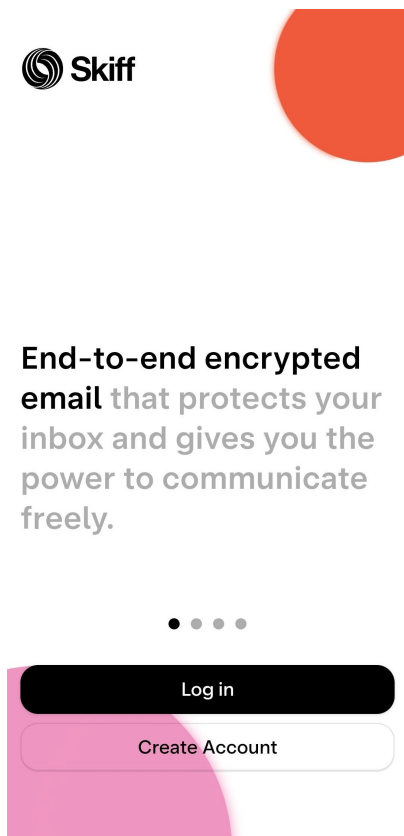 Skiff
End-to-end encrypted
email that protects your
inbox and gives you the
power to communicate
freely.
Log in
Create Account